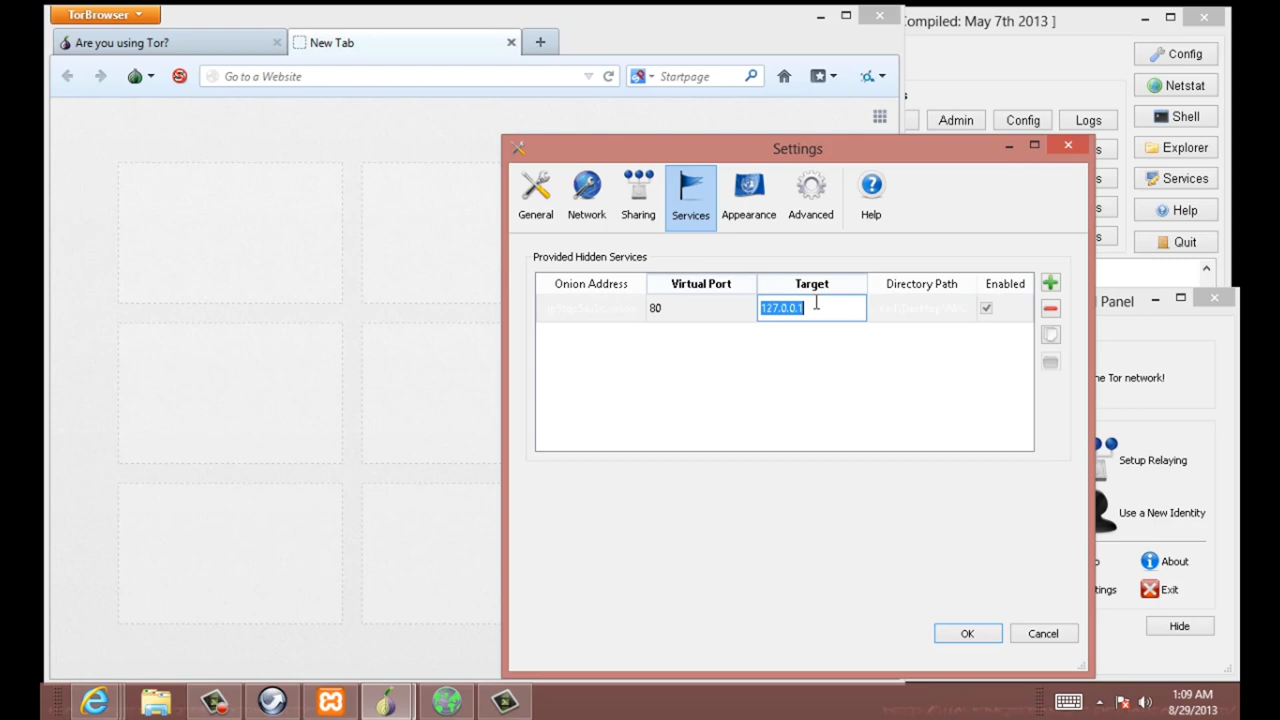 TorBrowser
Are you using Tor?
New Tab
Go to a Website
Startpage
Compiled: May 7th 2013 ]
Config
Netstat
Admin
Config
Logs
Shell
Explorer
Services
Help
Quit
Settings
General
Network
Sharing
Services
Appearance
Advanced
Help
Provided Hidden Services
Onion Address
Virtual Port
Target
Directory Path
Enabled
80
127.0.0.1
Panel
ne Tor network!
Setup Relaying
Use a New Identity
About
tings
Exit
Hide
OK
Cancel
1:09 AM
8/29/2013